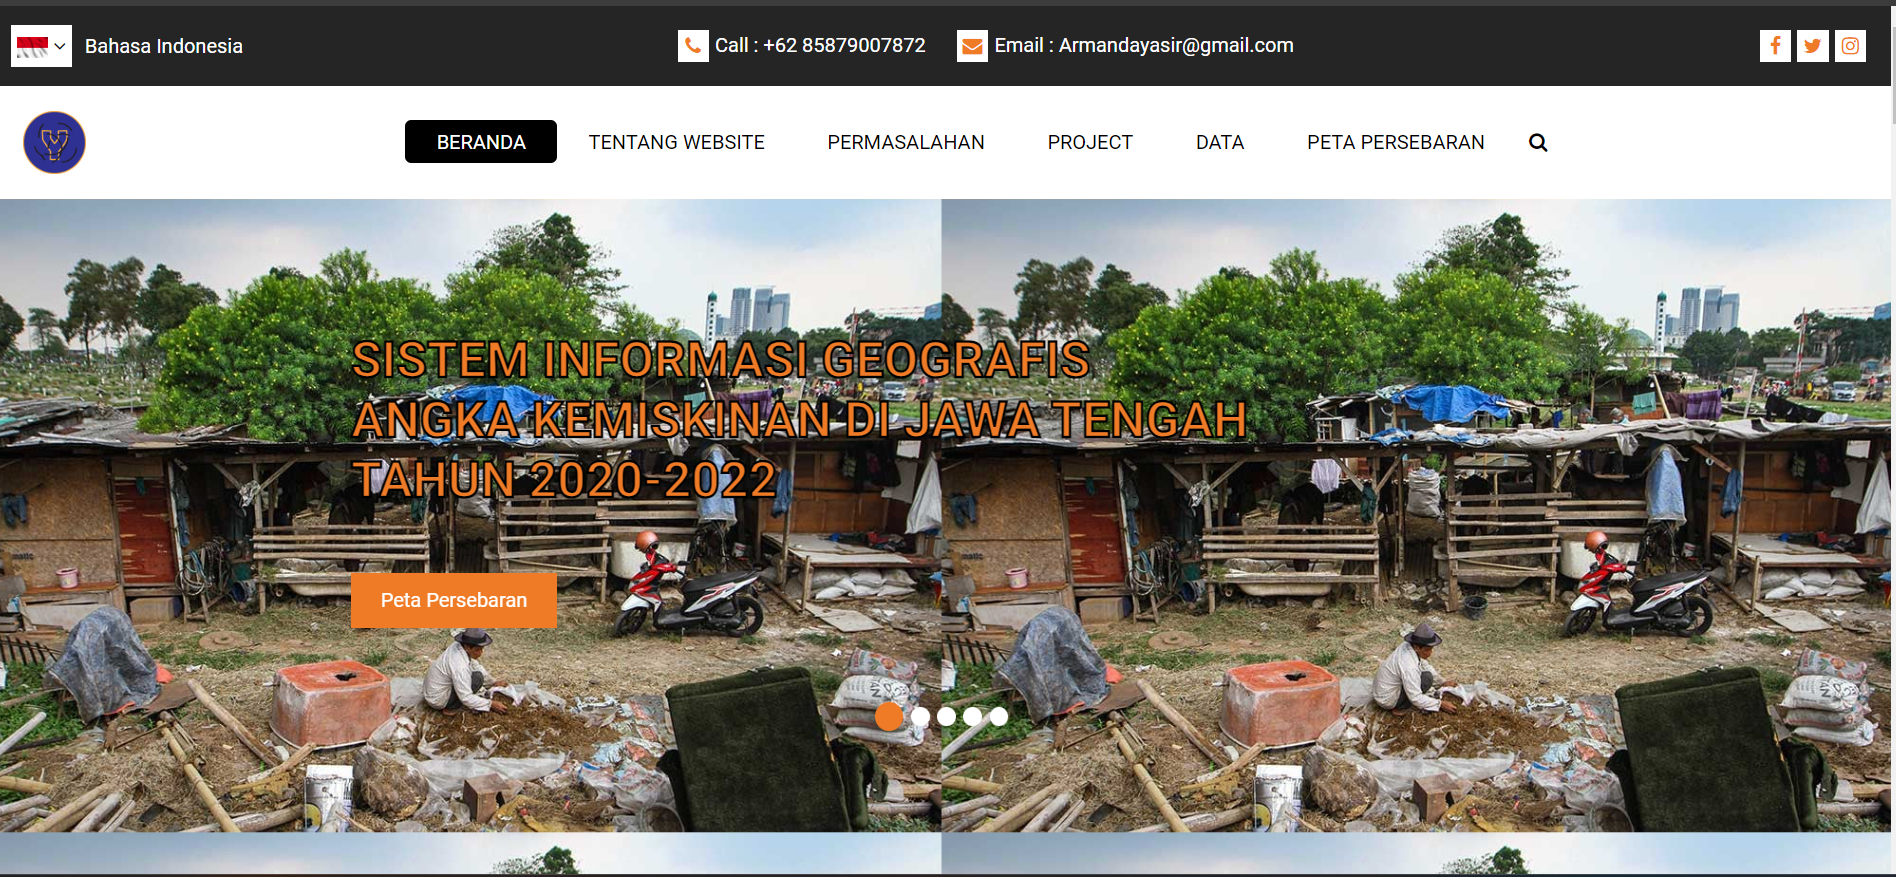 Bahasa Indonesia
Call : +62 85879007872
Email : Armandayasir@gmail.com
BERANDA
TENTANG WEBSITE
PERMASALAHAN
PROJECT
DATA
PETA PERSEBARAN
SISTEM INFORMASI GEOGRAFIS
ANGKA KEMISKINAN DI JAWA TENGAH
TAHUN 2020-2022
Peta Persebaran